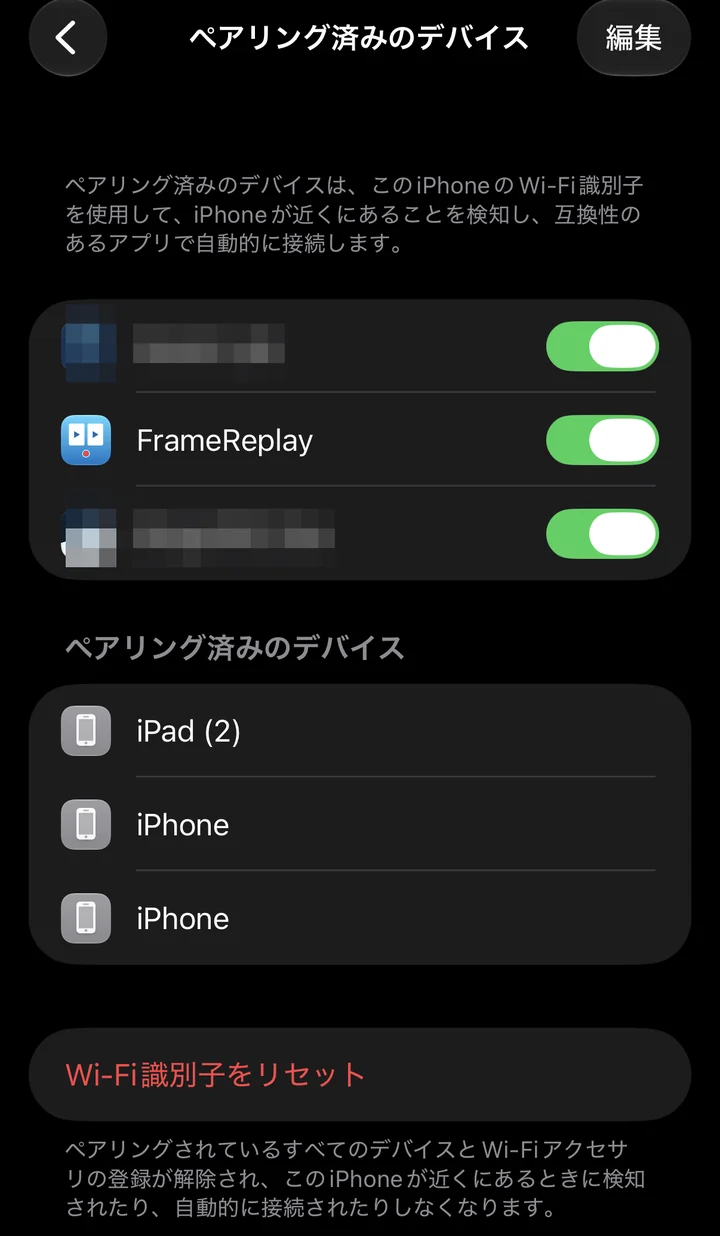 ペアリング済みのデバイス
編集
ペアリング済みのデバイスは、このiPhoneのWi-Fi識別子
を使用して、iPhoneが近くにあることを検知し、互換性の
あるアプリで自動的に接続します。
FrameReplay
ペアリング済みのデバイス
iPad (2)
iPhone
iPhone
Wi-Fi識別子をリセット
ペアリングされているすべてのデバイスとWi-Fiアクセサ
リの登録が解除され、このiPhoneが近くにあるときに検知
されたり、自動的に接続されたりしなくなります。